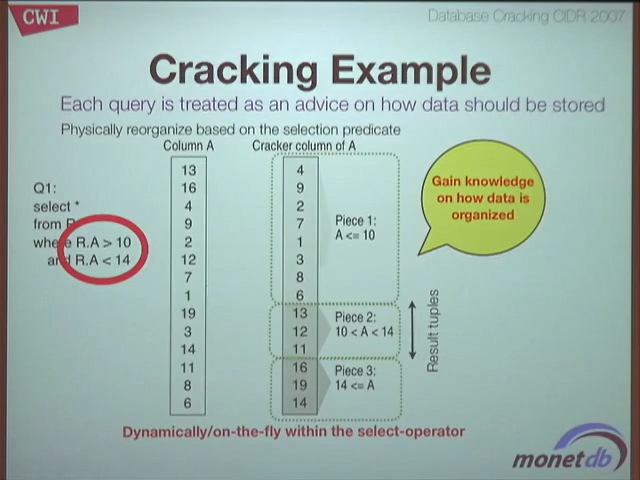 CWI
Database Cracking CIDR 2007
Cracking Example
Each query is treated as an advice on how data should be stored
Physically reorganize based on the selection predicate
Column A
Cracker column of A
Q1:
select *
from R
where R.A > 10
and R.A < 14
13
16
4
9
2
12
7
1
19
3
14
11
8
6
4
9
2
7
1
3
8
6
13
12
11
16
19
14
Piece 1:
A <= 10
Piece 2:
10 < A < 14
Piece 3:
14 <= A
Result tuples
Gain knowledge
on how data is
organized
Dynamically/on-the-fly within the select-operator
monetdb